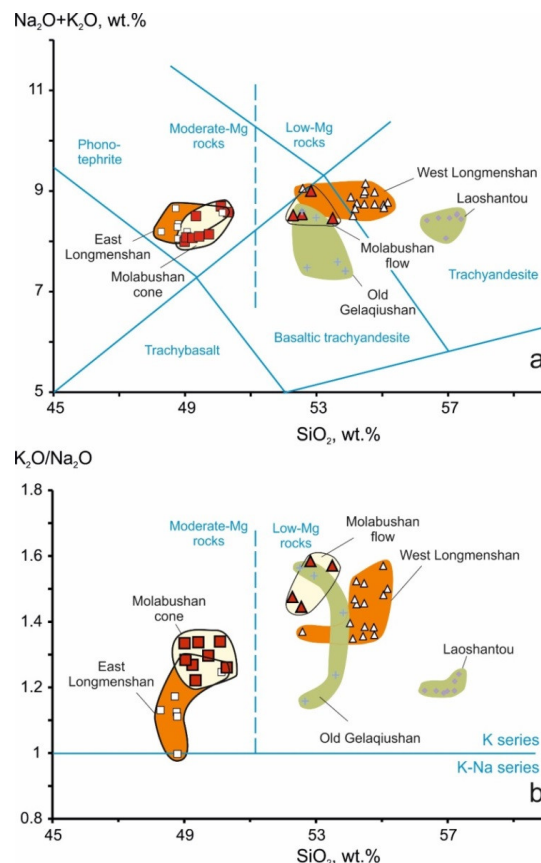 Na₂O+K₂O, wt.%
11
9
7
5
45
49
53
57
SiO₂, wt.%
Phono-
tephrite
Moderate-Mg
rocks
Low-Mg
rocks
West Longmenshan
Laoshantou
East
Longmenshan
Molabushan
cone
Molabushan
flow
Old
Gelaqiushan
Trachyandesite
Trachybasalt
Basaltic trachyandesite
a
K₂O/Na₂O
1.8
1.6
1.4
1.2
1
0.8
45
49
53
57
SiO₂, wt.%
Moderate-Mg
rocks
Low-Mg
rocks
Molabushan
flow
West Longmenshan
Molabushan
cone
East
Longmenshan
Laoshantou
Old Gelaqiushan
K series
K-Na series
b